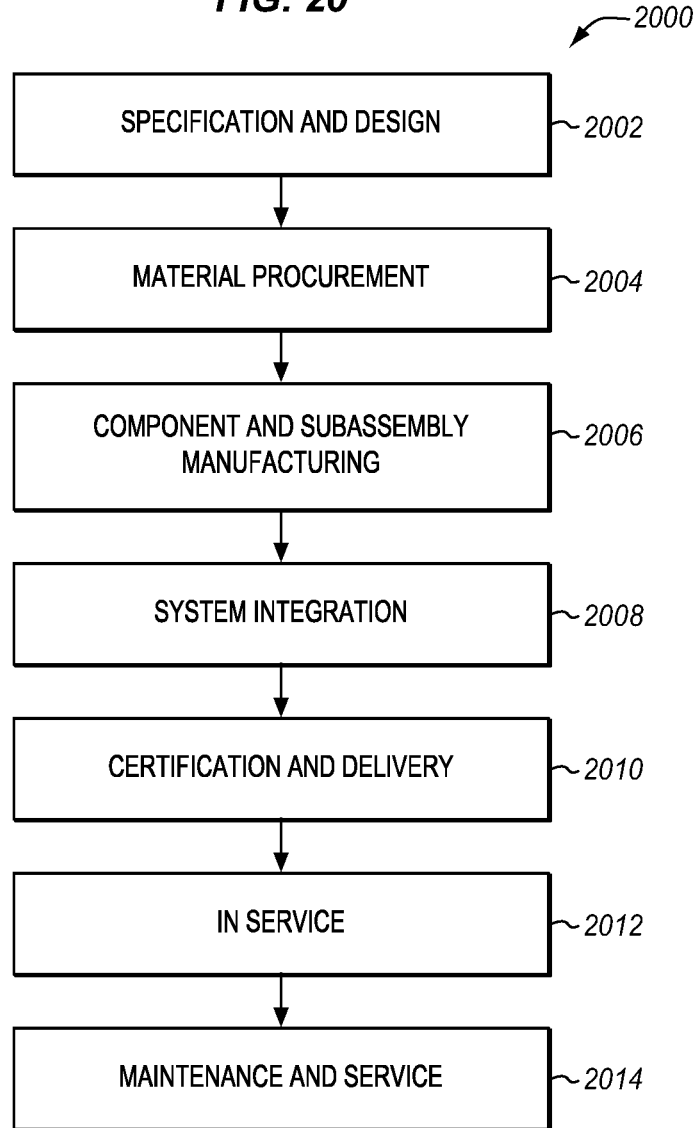 FIG. 20
2000
SPECIFICATION AND DESIGN
2002
MATERIAL PROCUREMENT
2004
COMPONENT AND SUBASSEMBLY
MANUFACTURING
2006
SYSTEM INTEGRATION
2008
CERTIFICATION AND DELIVERY
2010
IN SERVICE
2012
MAINTENANCE AND SERVICE
2014